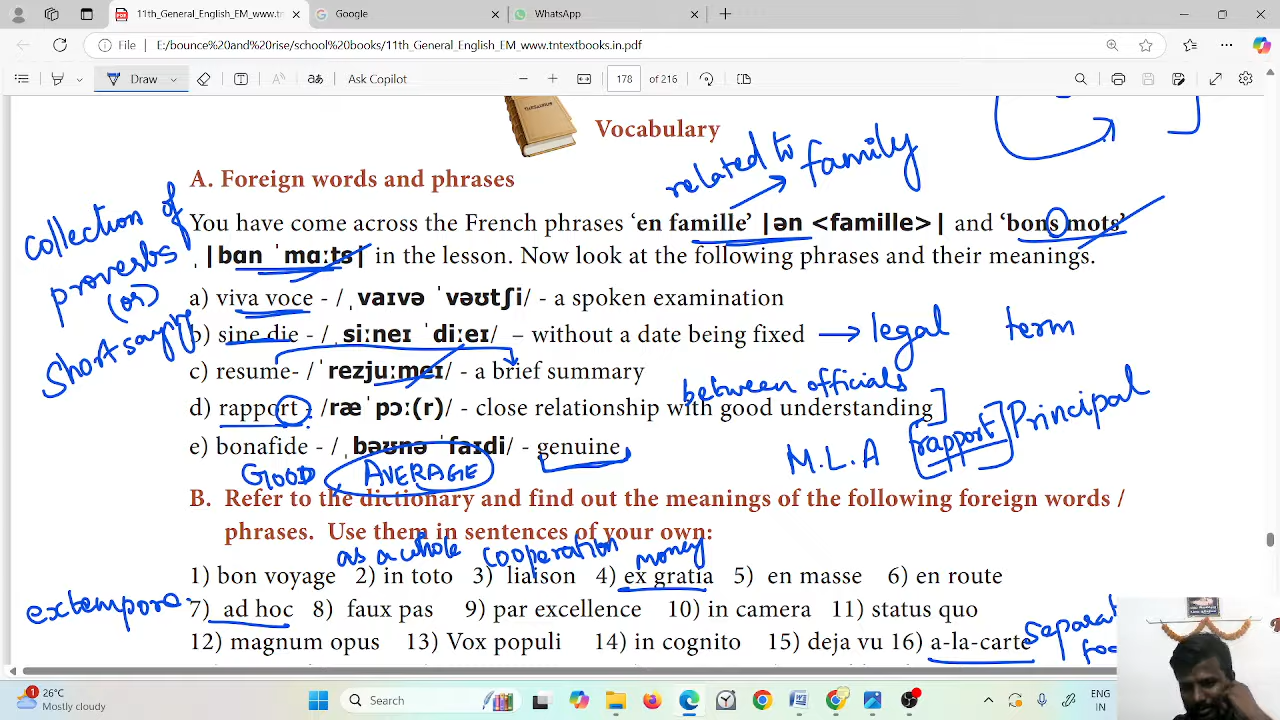 11th_General_English_EM_www.tn ×
Google ×
WhatsApp ×
File E:/bounce%20and%20rise/school%20books/11th_General_English_EM_www.tntextbooks.in.pdf
Draw
Ask Copilot
178 of 216
Vocabulary
related to family
A. Foreign words and phrases
collection of proverbs (or) Short saying
You have come across the French phrases ‘en famille’ |ən <famille>| and ‘bons mots’
|bɑn ˈmɑːts| in the lesson. Now look at the following phrases and their meanings.
a) viva voce - /ˌvaɪvə ˈvəʊtʃi/ - a spoken examination
b) sine die - /ˌsiːneɪ ˈdiːeɪ/ – without a date being fixed → legal term
c) resume- /ˈrezjuːmeɪ/ - a brief summary
between officials
d) rapport - /ræˈpɔː(r)/ - close relationship with good understanding
M.L.A rapport Principal
e) bonafide - /ˌbəʊnə ˈfaɪdi/ - genuine
GOOD AVERAGE
B. Refer to the dictionary and find out the meanings of the following foreign words /
phrases. Use them in sentences of your own:
as a whole cooperation money
1) bon voyage 2) in toto 3) liaison 4) ex gratia 5) en masse 6) en route
extempore
7) ad hoc 8) faux pas 9) par excellence 10) in camera 11) status quo
12) magnum opus 13) Vox populi 14) in cognito 15) deja vu 16) a-la-carte
26°C
Mostly cloudy
Search
ENG
IN